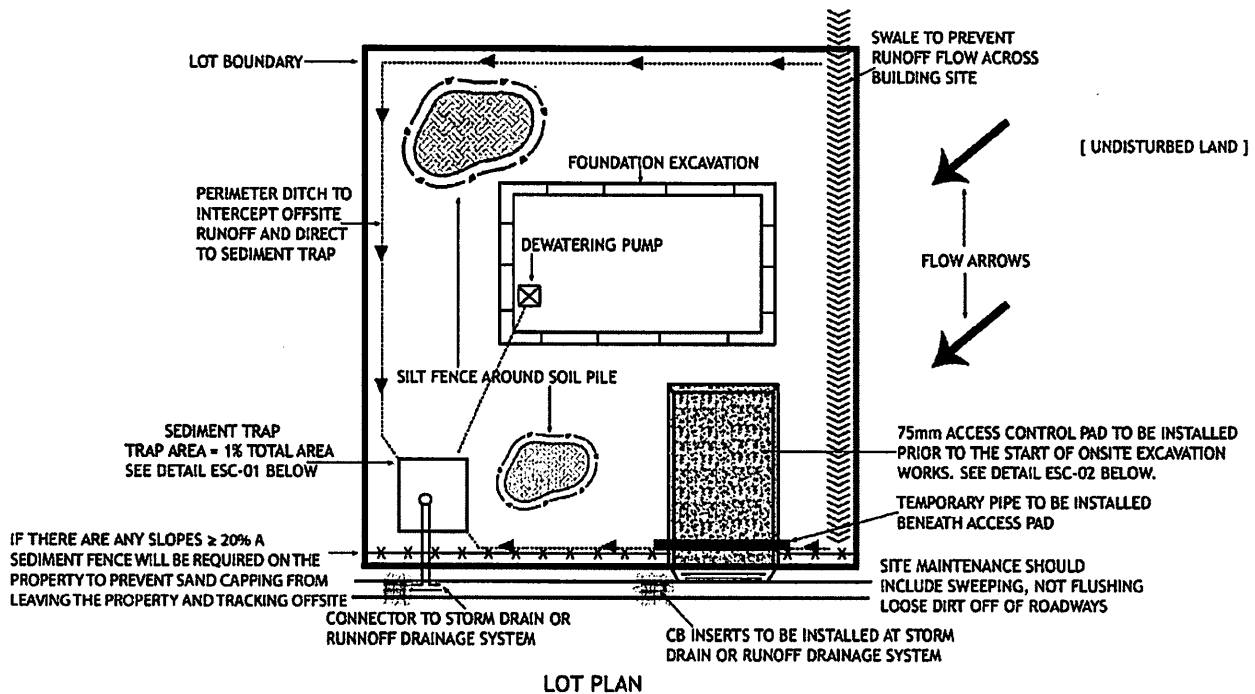 LOT BOUNDARY
SWALE TO PREVENT
RUNOFF FLOW ACROSS
BUILDING SITE
[ UNDISTURBED LAND ]
FOUNDATION EXCAVATION
PERIMETER DITCH TO
INTERCEPT OFFSITE
RUNOFF AND DIRECT
TO SEDIMENT TRAP
DEWATERING PUMP
FLOW ARROWS
SILT FENCE AROUND SOIL PILE
SEDIMENT TRAP
TRAP AREA = 1% TOTAL AREA
SEE DETAIL ESC-01 BELOW
75mm ACCESS CONTROL PAD TO BE INSTALLED
PRIOR TO THE START OF ONSITE EXCAVATION
WORKS. SEE DETAIL ESC-02 BELOW.
TEMPORARY PIPE TO BE INSTALLED
BENEATH ACCESS PAD
IF THERE ARE ANY SLOPES ≥ 20% A
SEDIMENT FENCE WILL BE REQUIRED ON THE
PROPERTY TO PREVENT SAND CAPPING FROM
LEAVING THE PROPERTY AND TRACKING OFFSITE
SITE MAINTENANCE SHOULD
INCLUDE SWEEPING, NOT FLUSHING
LOOSE DIRT OFF OF ROADWAYS
CONNECTOR TO STORM DRAIN OR
RUNNOFF DRAINAGE SYSTEM
CB INSERTS TO BE INSTALLED AT STORM
DRAIN OR RUNOFF DRAINAGE SYSTEM
LOT PLAN